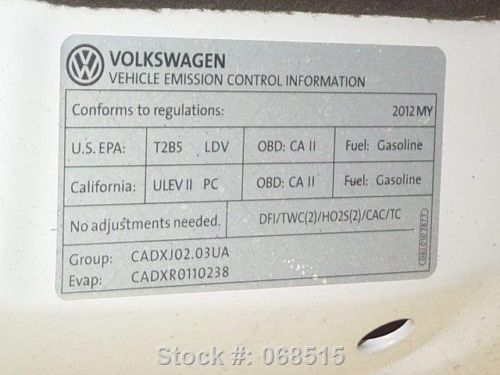 VOLKSWAGEN
VEHICLE EMISSION CONTROL INFORMATION
Conforms to regulations: 2012 MY
U.S. EPA: T2B5 LDV OBD: CA II Fuel: Gasoline
California: ULEV II PC OBD: CA II Fuel: Gasoline
No adjustments needed. DFI/TWC(2)/HO2S(2)/CAC/TC
Group: CADXJ02.03UA
Evap: CADXR0110238
Stock #: 068515